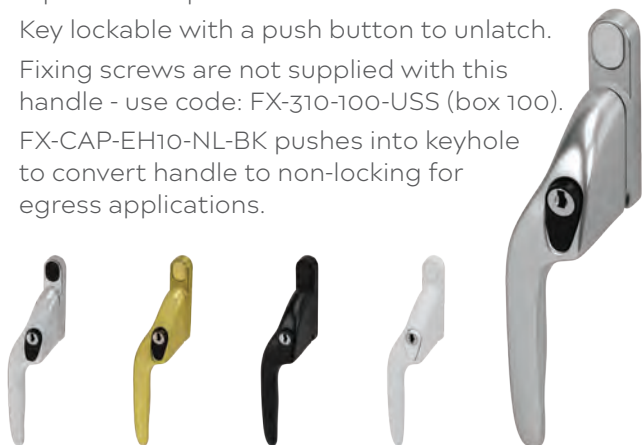 Key lockable with a push button to unlatch.
Fixing screws are not supplied with this
handle - use code: FX-310-100-USS (box 100).
FX-CAP-EH10-NL-BK pushes into keyhole
to convert handle to non-locking for
egress applications.